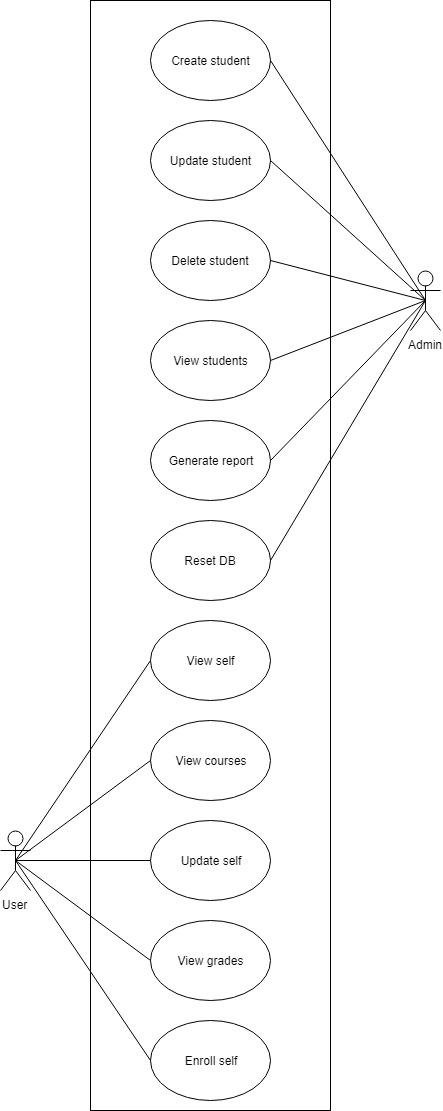 Create student
Update student
Delete student
View students
Admin
Generate report
Reset DB
View self
View courses
Update self
User
View grades
Enroll self